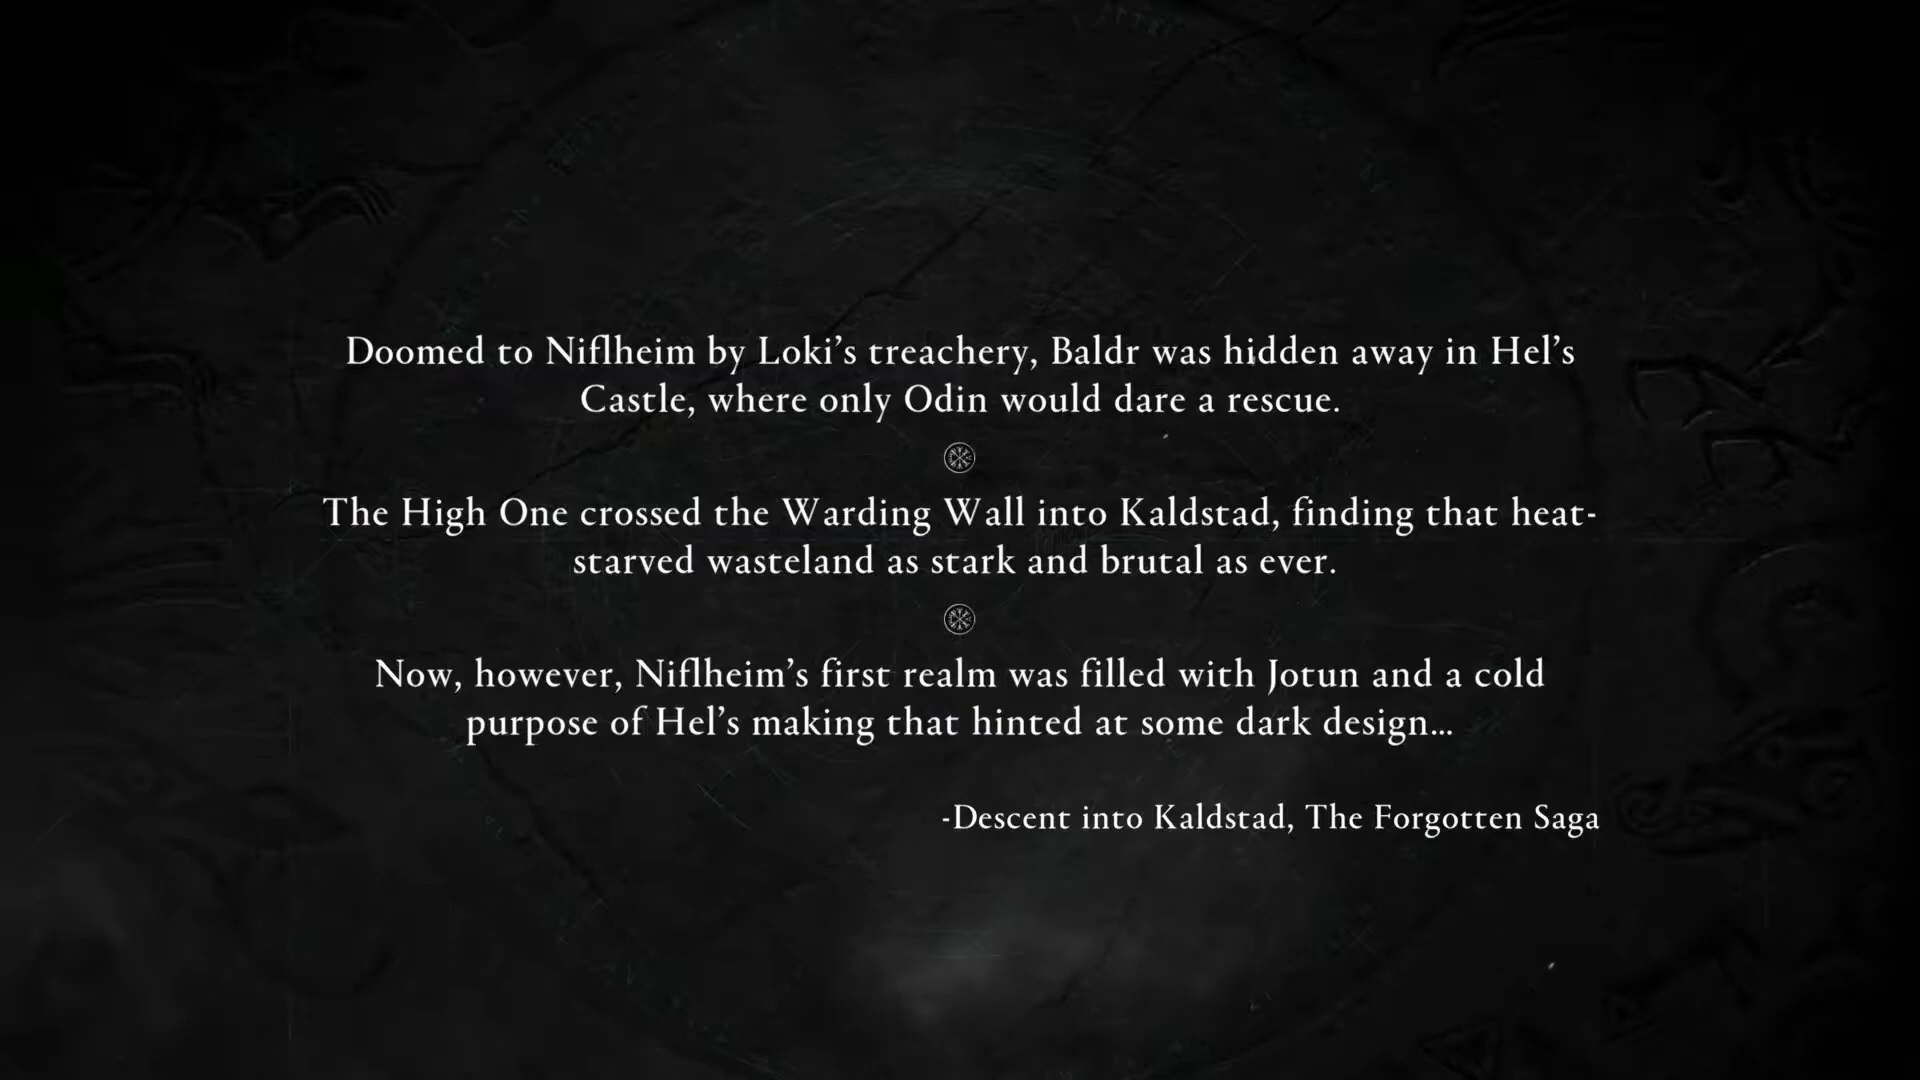 Doomed to Niflheim by Loki’s treachery, Baldr was hidden away in Hel’s
Castle, where only Odin would dare a rescue.
The High One crossed the Warding Wall into Kaldstad, finding that heat-
starved wasteland as stark and brutal as ever.
Now, however, Niflheim’s first realm was filled with Jotun and a cold
purpose of Hel’s making that hinted at some dark design...
-Descent into Kaldstad, The Forgotten Saga